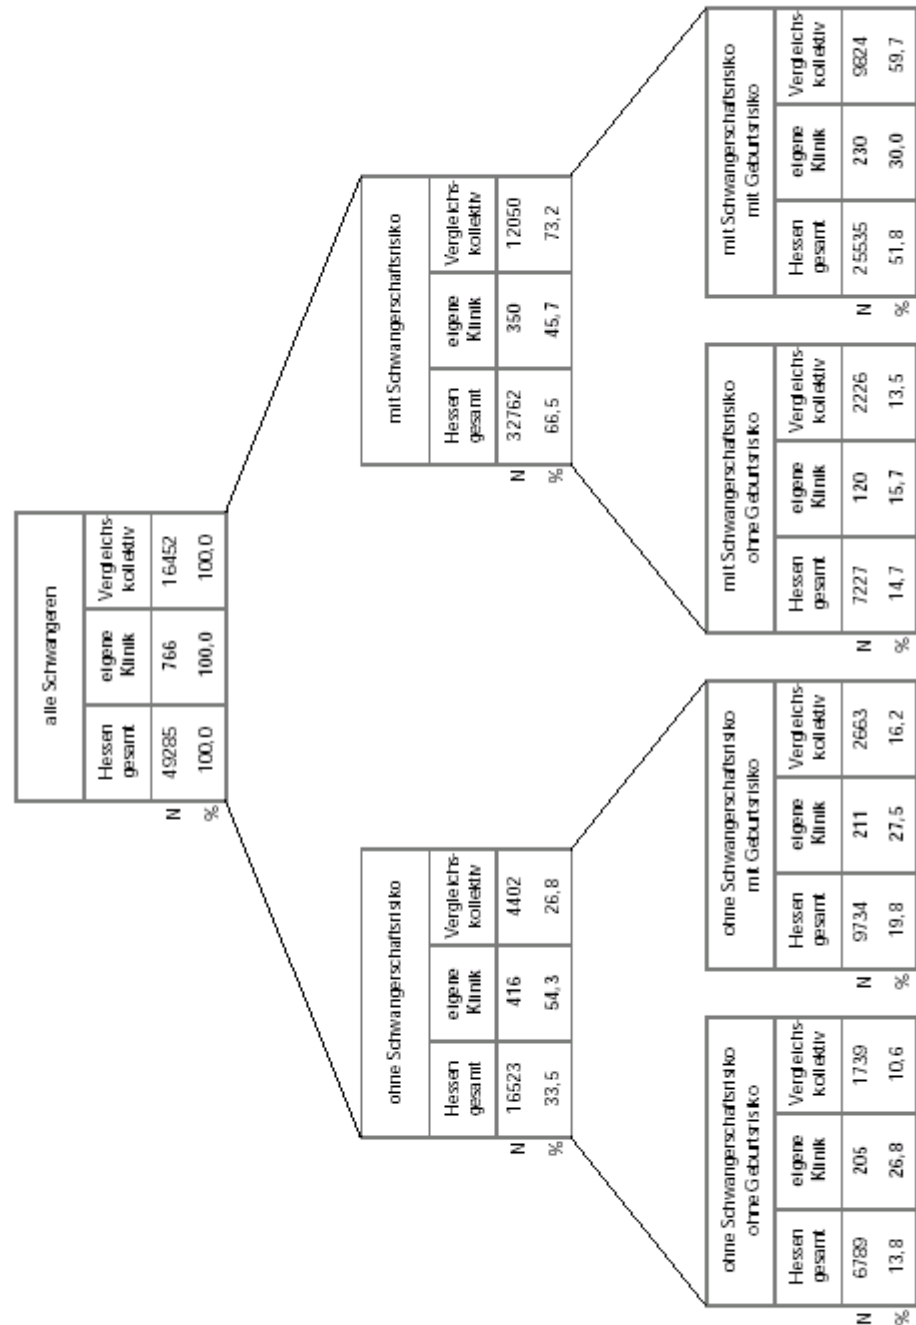 alle Schwangeren
Hessen gesamt eigene Klinik Vergleichs-kollektiv
N 49285 766 16452
% 100,0 100,0 100,0
ohne Schwangerschaftsrisiko
Hessen gesamt eigene Klinik Vergleichs-kollektiv
N 16523 416 4402
% 33,5 54,3 26,8
mit Schwangerschaftsrisiko
Hessen gesamt eigene Klinik Vergleichs-kollektiv
N 32762 350 12050
% 66,5 45,7 73,2
ohne Schwangerschaftsrisiko
ohne Geburtsrisiko
Hessen gesamt eigene Klinik Vergleichs-kollektiv
N 6789 205 1739
% 13,8 26,8 10,6
ohne Schwangerschaftsrisiko
mit Geburtsrisiko
Hessen gesamt eigene Klinik Vergleichs-kollektiv
N 9734 211 2663
% 19,8 27,5 16,2
mit Schwangerschaftsrisiko
ohne Geburtsrisiko
Hessen gesamt eigene Klinik Vergleichs-kollektiv
N 7227 120 2226
% 14,7 15,7 13,5
mit Schwangerschaftsrisiko
mit Geburtsrisiko
Hessen gesamt eigene Klinik Vergleichs-kollektiv
N 25535 230 9824
% 51,8 30,0 59,7